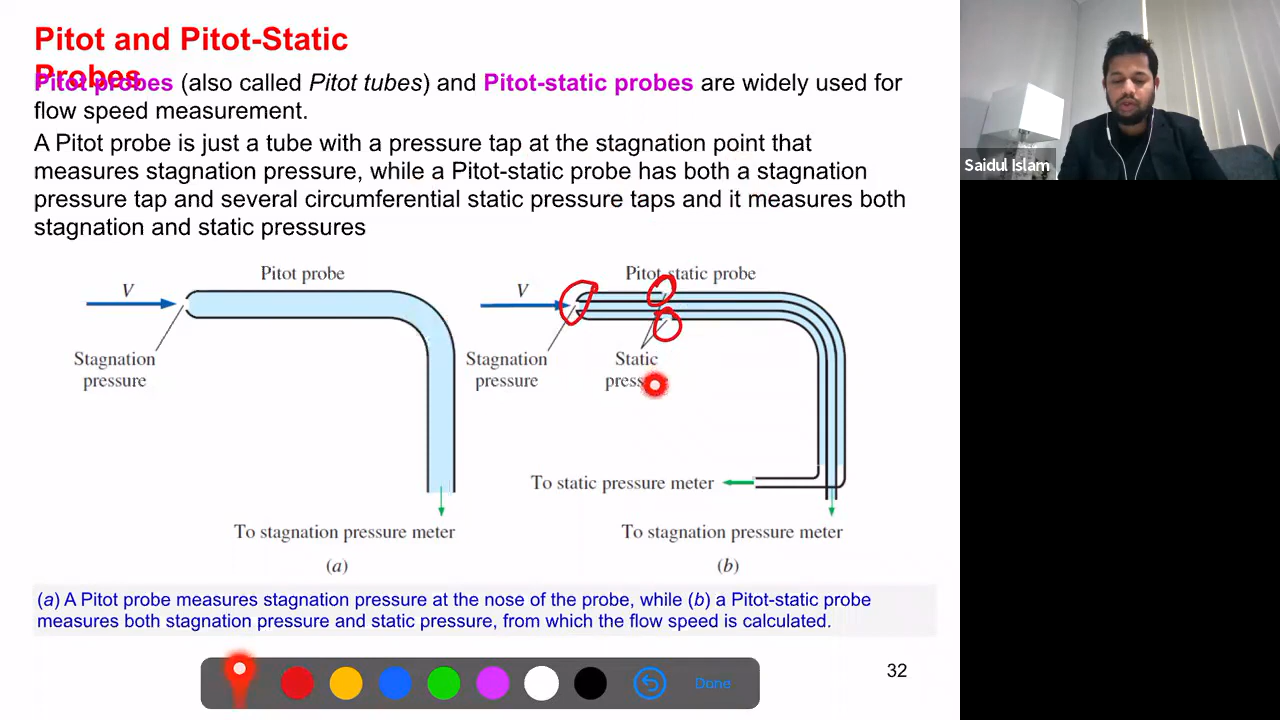 Pitot and Pitot-Static
Probes
Pitot probes (also called Pitot tubes) and Pitot-static probes are widely used for
flow speed measurement.
A Pitot probe is just a tube with a pressure tap at the stagnation point that
measures stagnation pressure, while a Pitot-static probe has both a stagnation
pressure tap and several circumferential static pressure taps and it measures both
stagnation and static pressures
Pitot probe
V
Stagnation
pressure
To stagnation pressure meter
(a)
Pitot-static probe
V
Stagnation
pressure
Static
To static pressure meter
To stagnation pressure meter
(b)
(a) A Pitot probe measures stagnation pressure at the nose of the probe, while (b) a Pitot-static probe
measures both stagnation pressure and static pressure, from which the flow speed is calculated.
32
Done
Saidul Islam